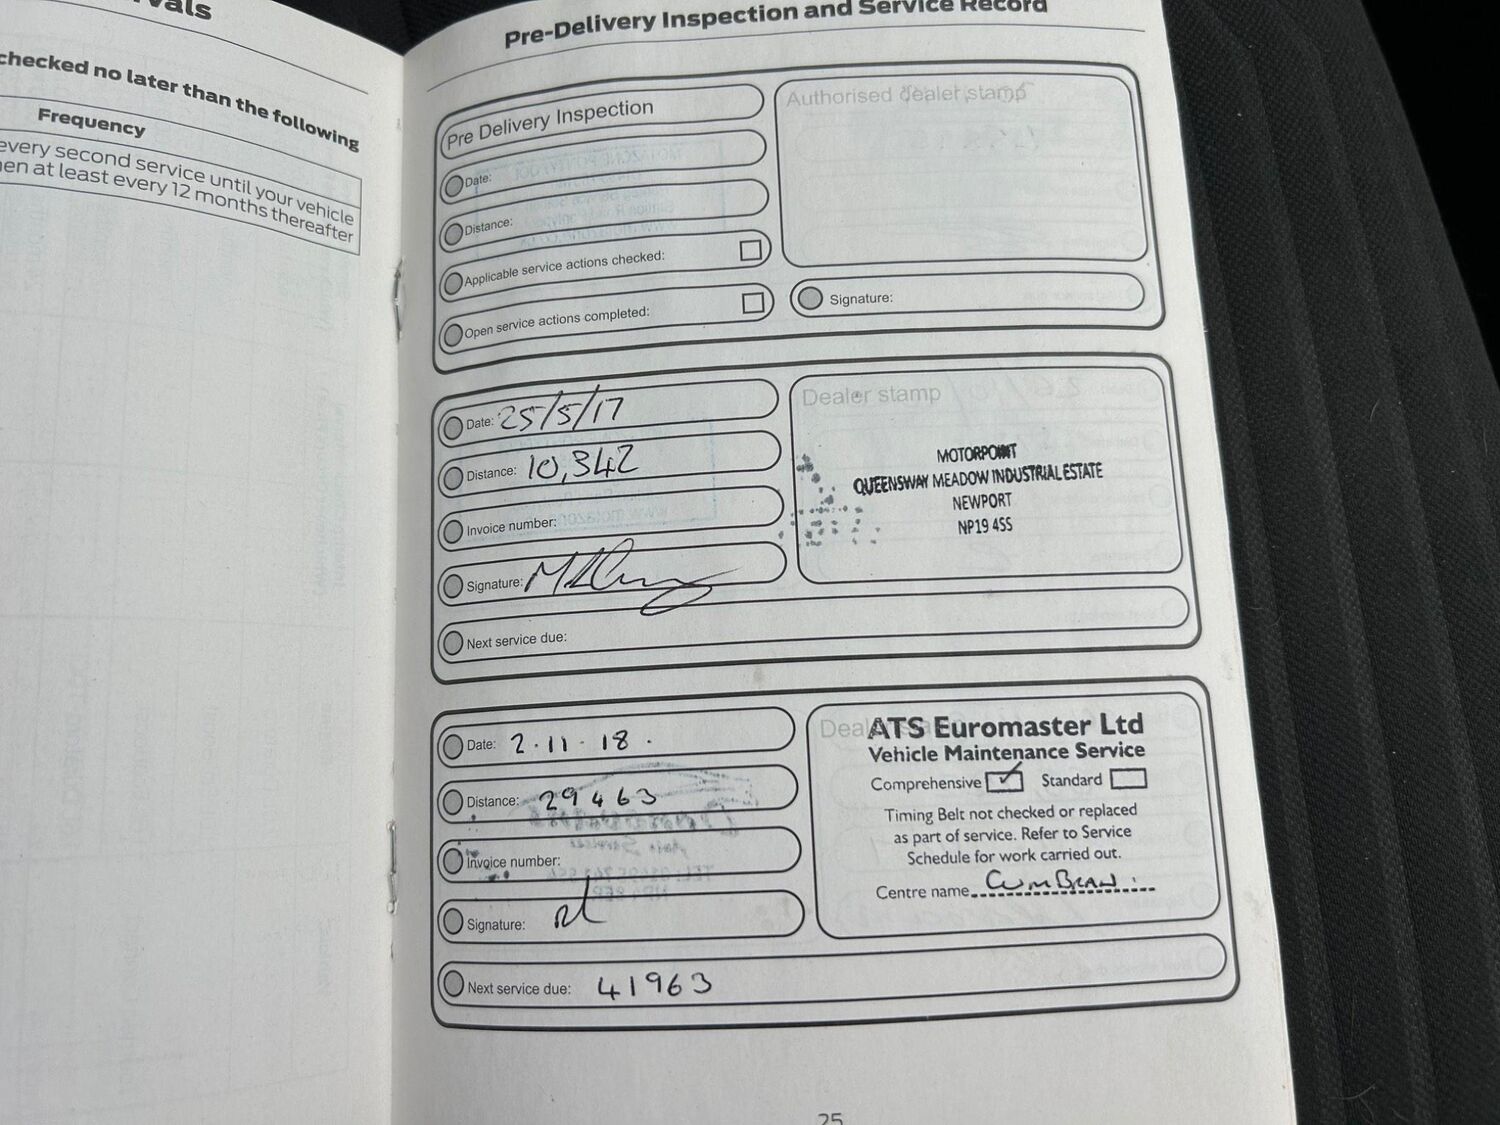 vals
checked no later than the following
Frequency
every second service until your vehicle
hen at least every 12 months thereafter
Pre-Delivery Inspection and Service Record
Pre Delivery Inspection
Date:
Distance:
Applicable service actions checked:
Open service actions completed:
Authorised dealer stamp
Signature:
Date: 25/5/17
Distance: 10,342
Invoice number:
Signature:
Next service due:
Dealer stamp
MOTORPOINT
QUEENSWAY MEADOW INDUSTRIAL ESTATE
NEWPORT
NP19 4SS
Date: 2.11.18.
Distance: 29463
Invoice number:
Signature:
Next service due: 41963
Dealer
ATS Euromaster Ltd
Vehicle Maintenance Service
Comprehensive ✓ Standard
Timing Belt not checked or replaced
as part of service. Refer to Service
Schedule for work carried out.
Centre name CwmBran.
25